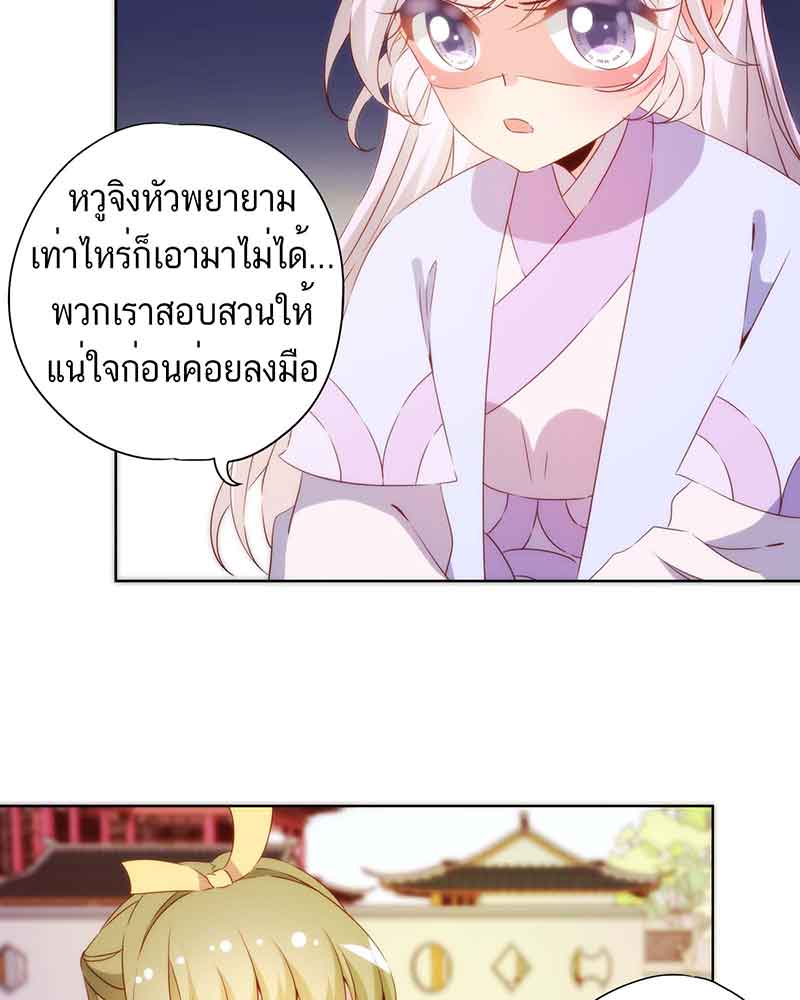 หวูจิงหัวพยายาม
เท่าไหร่ก็เอามาไม่ได้...
พวกเราสอบสวนให้
แน่ใจก่อนค่อยลงมือ